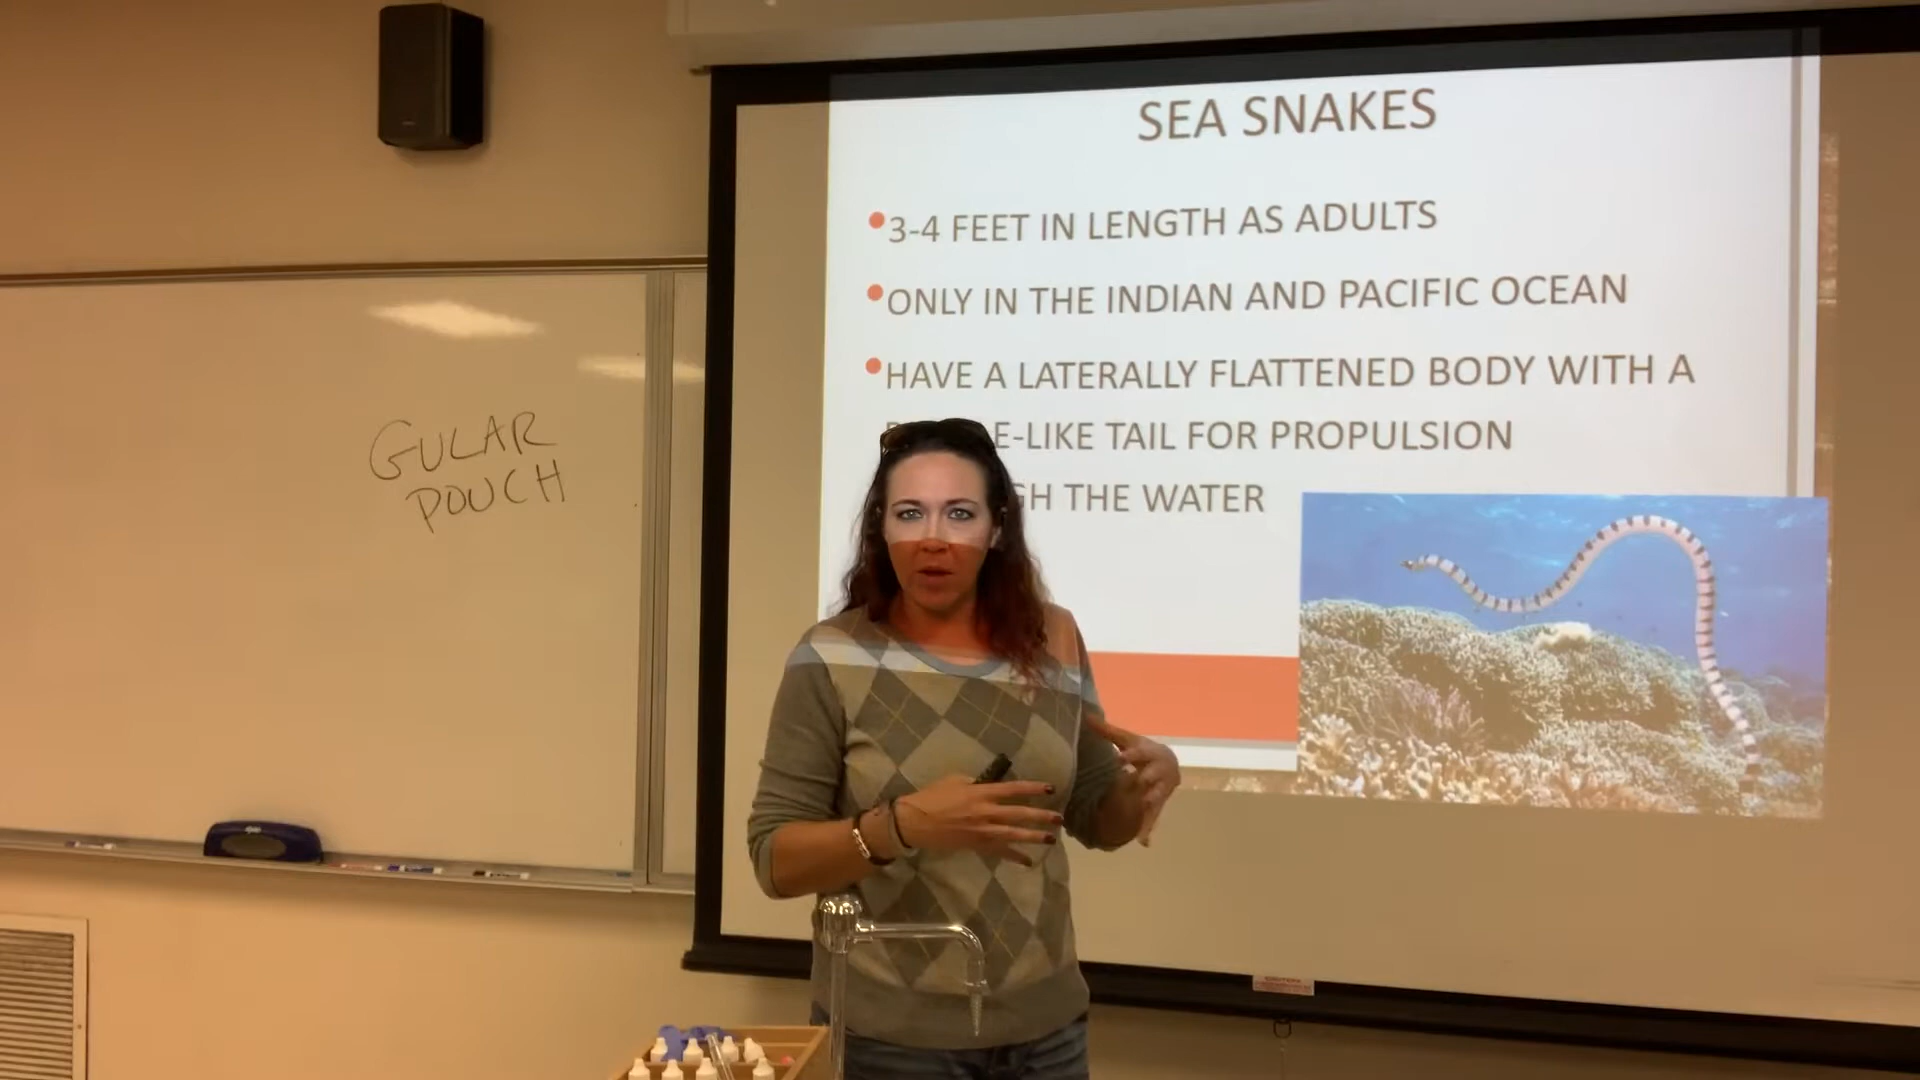 GULAR
POUCH
SEA SNAKES
3-4 FEET IN LENGTH AS ADULTS
ONLY IN THE INDIAN AND PACIFIC OCEAN
HAVE A LATERALLY FLATTENED BODY WITH A
E-LIKE TAIL FOR PROPULSION
GH THE WATER